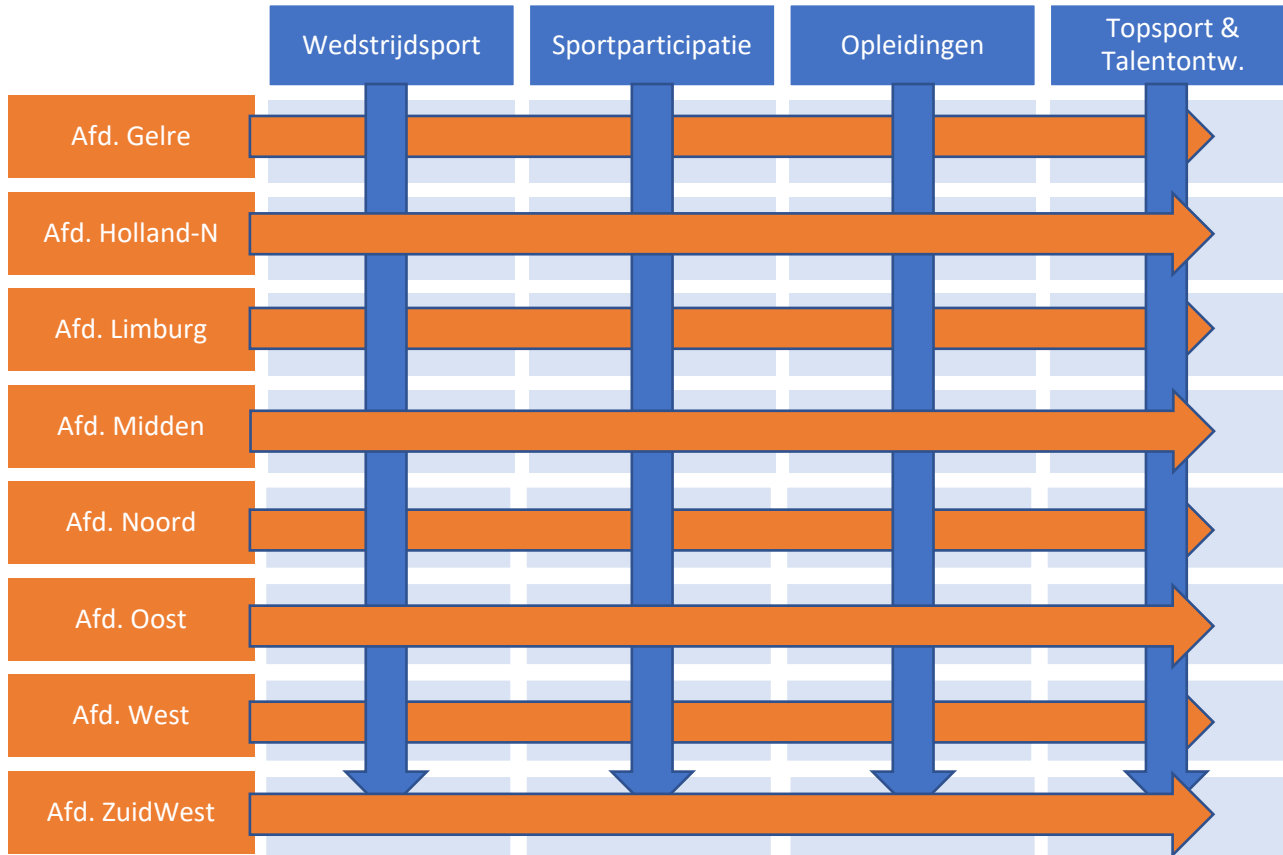 Wedstrijdsport
Sportparticipatie
Opleidingen
Topsport &
Talentontw.
Afd. Gelre
Afd. Holland-N
Afd. Limburg
Afd. Midden
Afd. Noord
Afd. Oost
Afd. West
Afd. ZuidWest